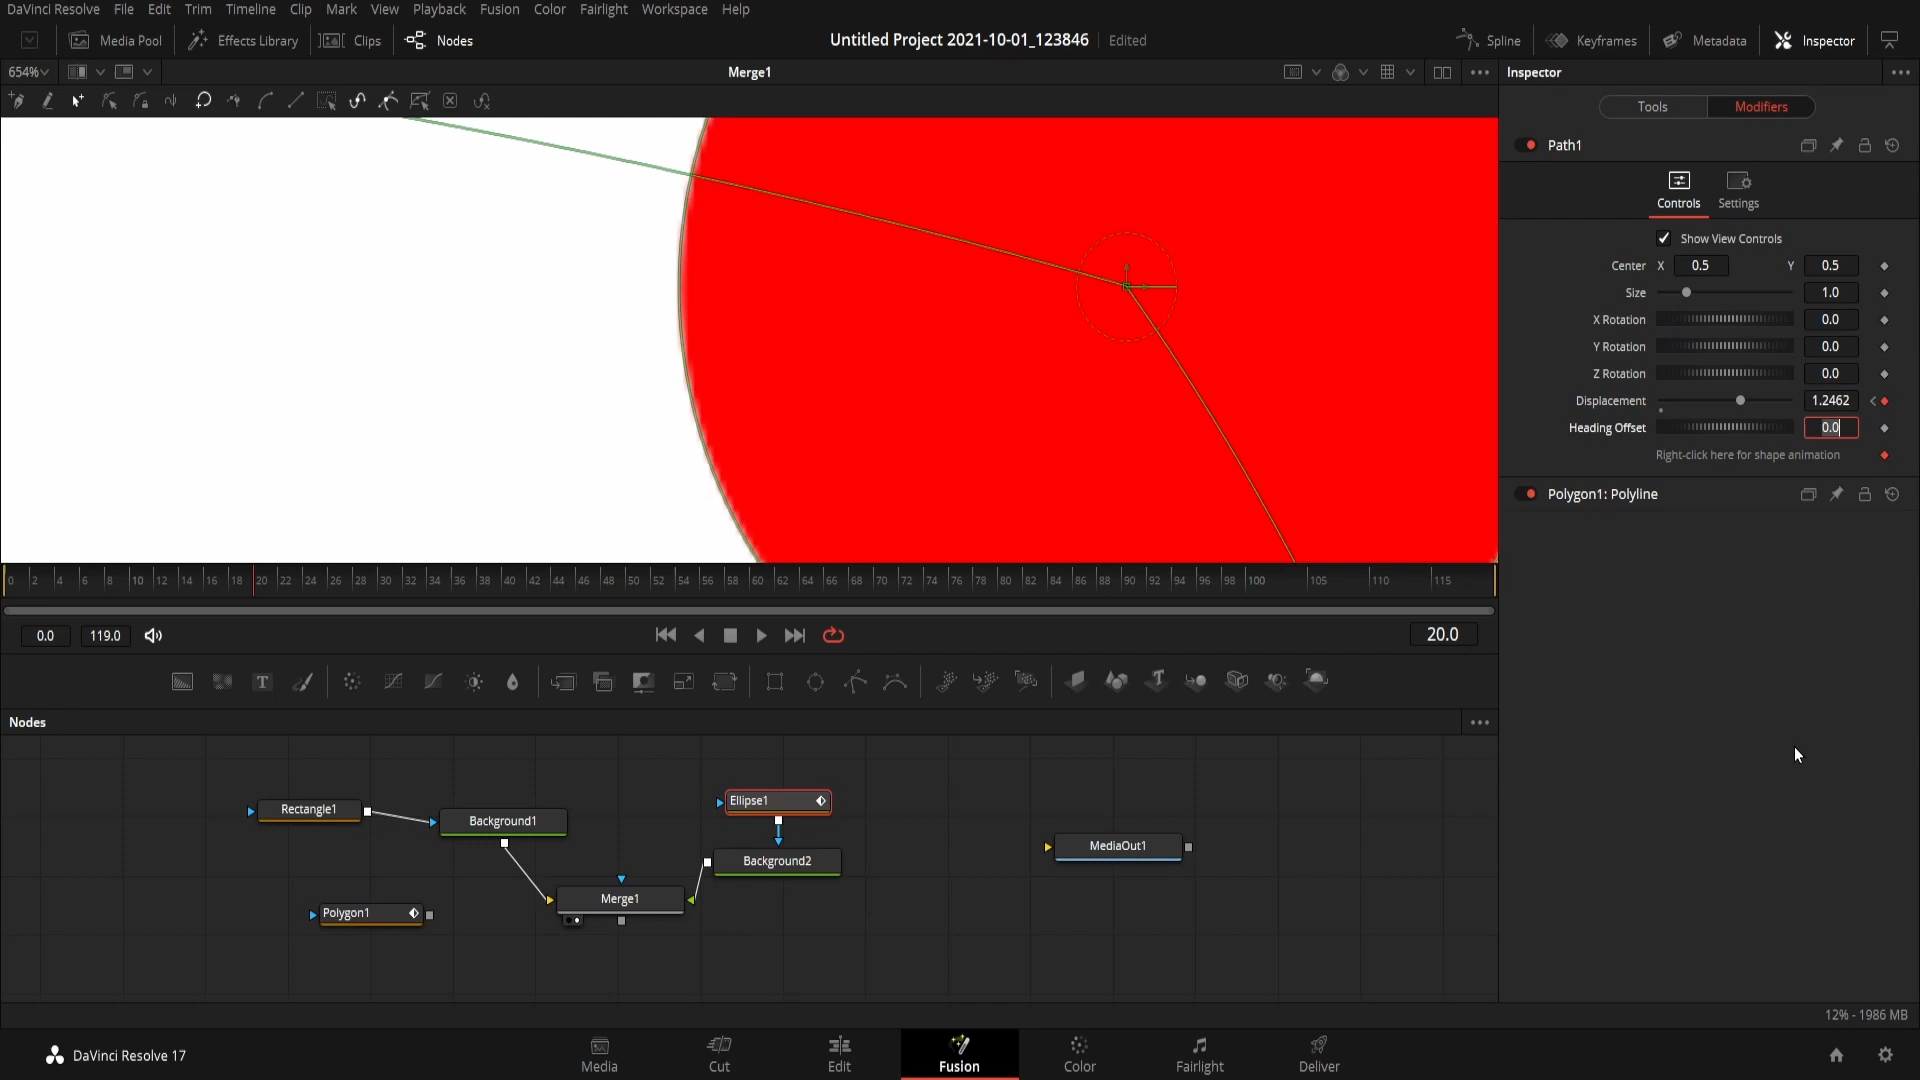 DaVinci Resolve File Edit Trim Timeline Clip Mark View Playback Fusion Color Fairlight Workspace Help
Media Pool Effects Library Clips Nodes Untitled Project 2021-10-01_123846 Edited Spline Keyframes Metadata Inspector
654% Merge1 Inspector
Tools Modifiers
Path1
Controls Settings
Show View Controls
Center X 0.5 Y 0.5
Size 1.0
X Rotation 0.0
Y Rotation 0.0
Z Rotation 0.0
Displacement 1.2462
Heading Offset 0.0
Right-click here for shape animation
Polygon1: Polyline
0 2 4 6 8 10 12 14 16 18 20 22 24 26 28 30 32 34 36 38 40 42 44 46 48 50 52 54 56 58 60 62 64 66 68 70 72 74 76 78 80 82 84 86 88 90 92 94 96 98 100 105 110 115
0.0 119.0 20.0
T T
Nodes
Rectangle1 Background1 Ellipse1 MediaOut1
Background2
Polygon1 Merge1
12% - 1986 MB
DaVinci Resolve 17 Media Cut Edit Fusion Color Fairlight Deliver